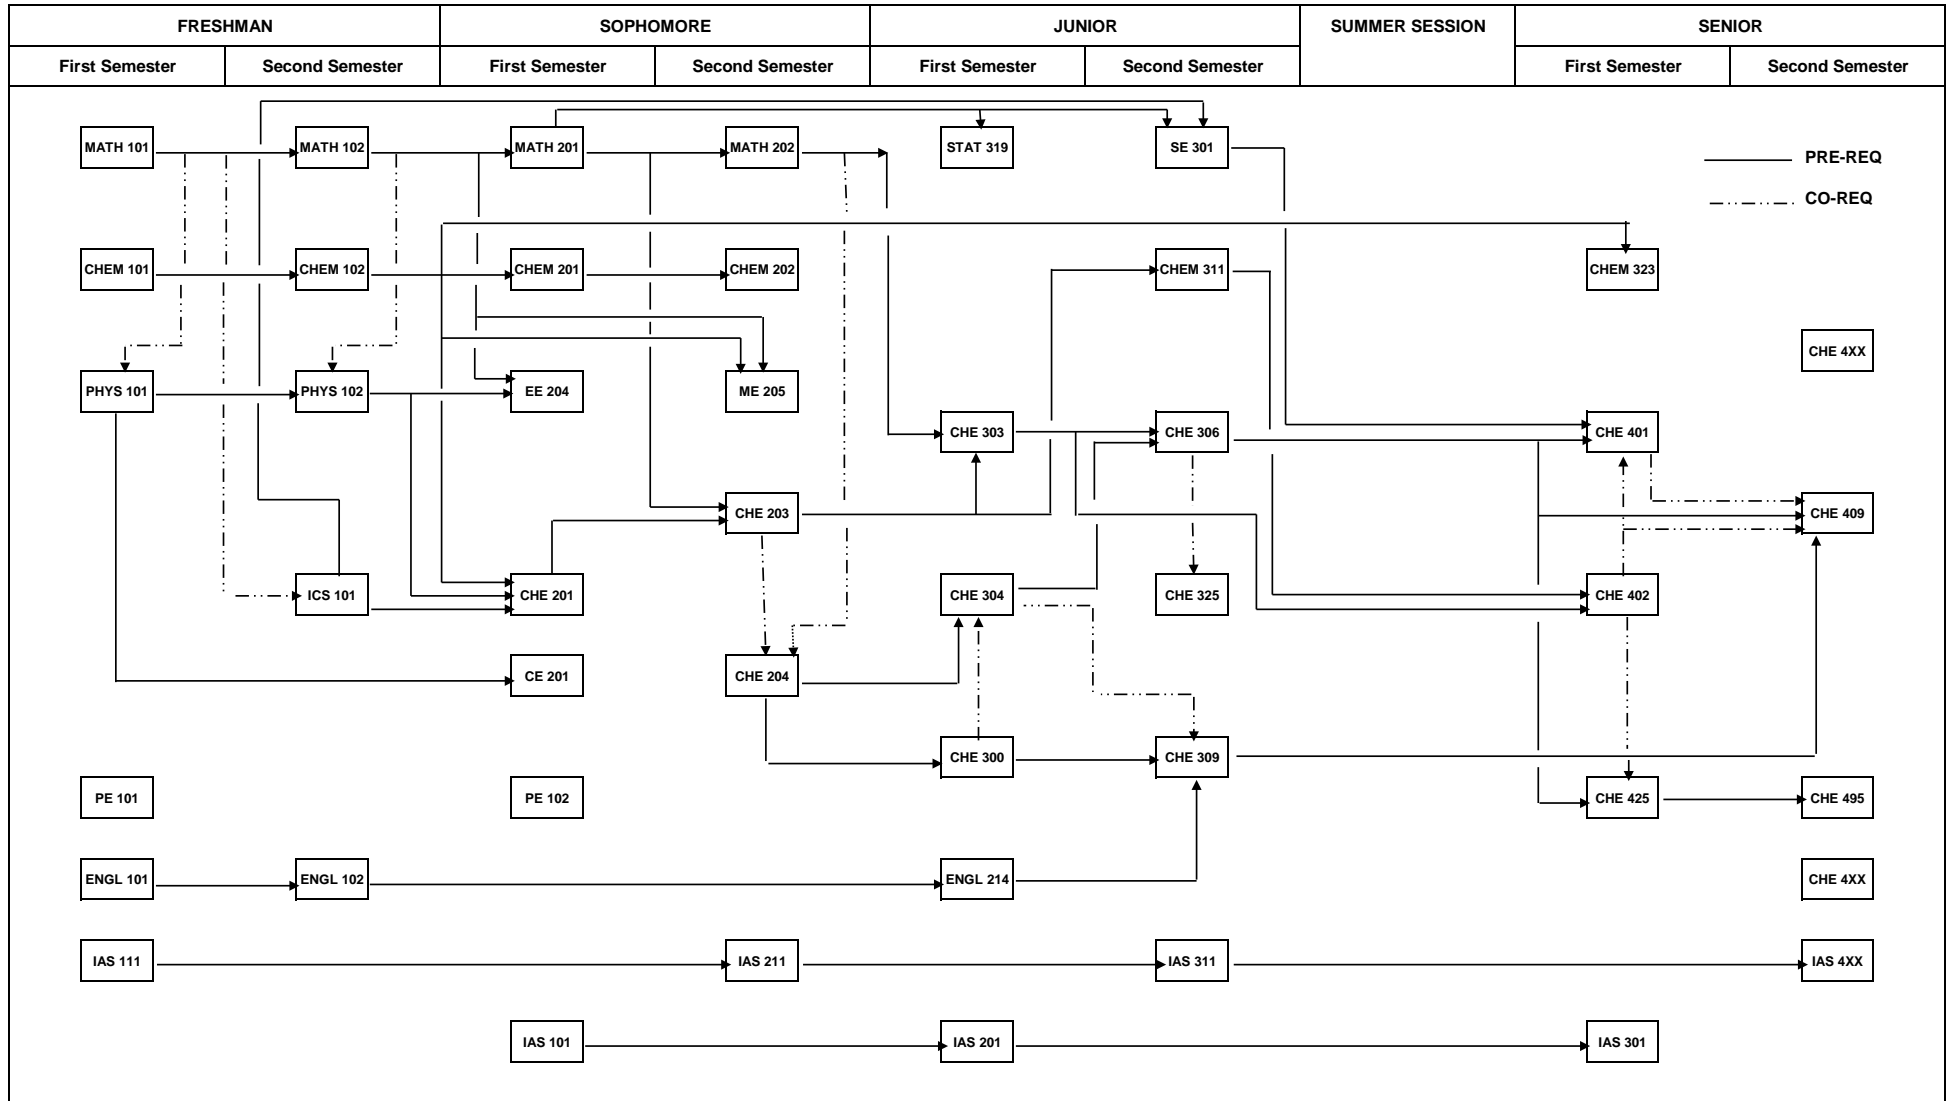 FRESHMAN SOPHOMORE JUNIOR SUMMER SESSION SENIOR
First Semester Second Semester First Semester Second Semester First Semester Second Semester First Semester Second Semester
MATH 101 MATH 102 MATH 201 MATH 202 STAT 319 SE 301
PRE-REQ
CO-REQ
CHEM 101 CHEM 102 CHEM 201 CHEM 202 CHEM 311 CHEM 323
CHE 4XX
PHYS 101 PHYS 102 EE 204 ME 205
CHE 303 CHE 306 CHE 401
CHE 203 CHE 409
ICS 101 CHE 201 CHE 304 CHE 325 CHE 402
CE 201 CHE 204
CHE 300 CHE 309
PE 101 PE 102 CHE 425 CHE 495
ENGL 101 ENGL 102 ENGL 214 CHE 4XX
IAS 111 IAS 211 IAS 311 IAS 4XX
IAS 101 IAS 201 IAS 301